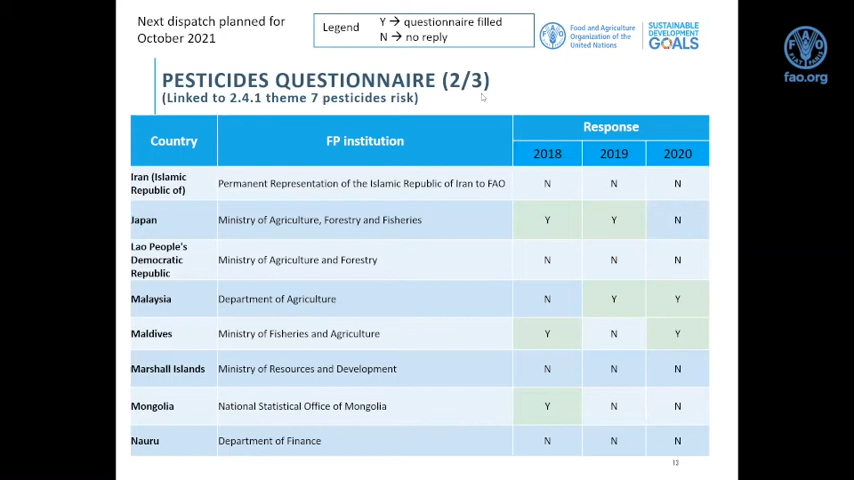 Next dispatch planned for
October 2021
Legend
Y → questionnaire filled
N → no reply
Food and Agriculture
Organization of the
United Nations
SUSTAINABLE
DEVELOPMENT
GOALS
FAO
FIAT PANIS
fao.org
PESTICIDES QUESTIONNAIRE (2/3)
(Linked to 2.4.1 theme 7 pesticides risk)
Country FP institution Response
2018 2019 2020
Iran (Islamic
Republic of) Permanent Representation of the Islamic Republic of Iran to FAO N N N
Japan Ministry of Agriculture, Forestry and Fisheries Y Y N
Lao People's
Democratic
Republic Ministry of Agriculture and Forestry N N N
Malaysia Department of Agriculture N Y Y
Maldives Ministry of Fisheries and Agriculture Y N Y
Marshall Islands Ministry of Resources and Development N N N
Mongolia National Statistical Office of Mongolia Y N N
Nauru Department of Finance N N N
13